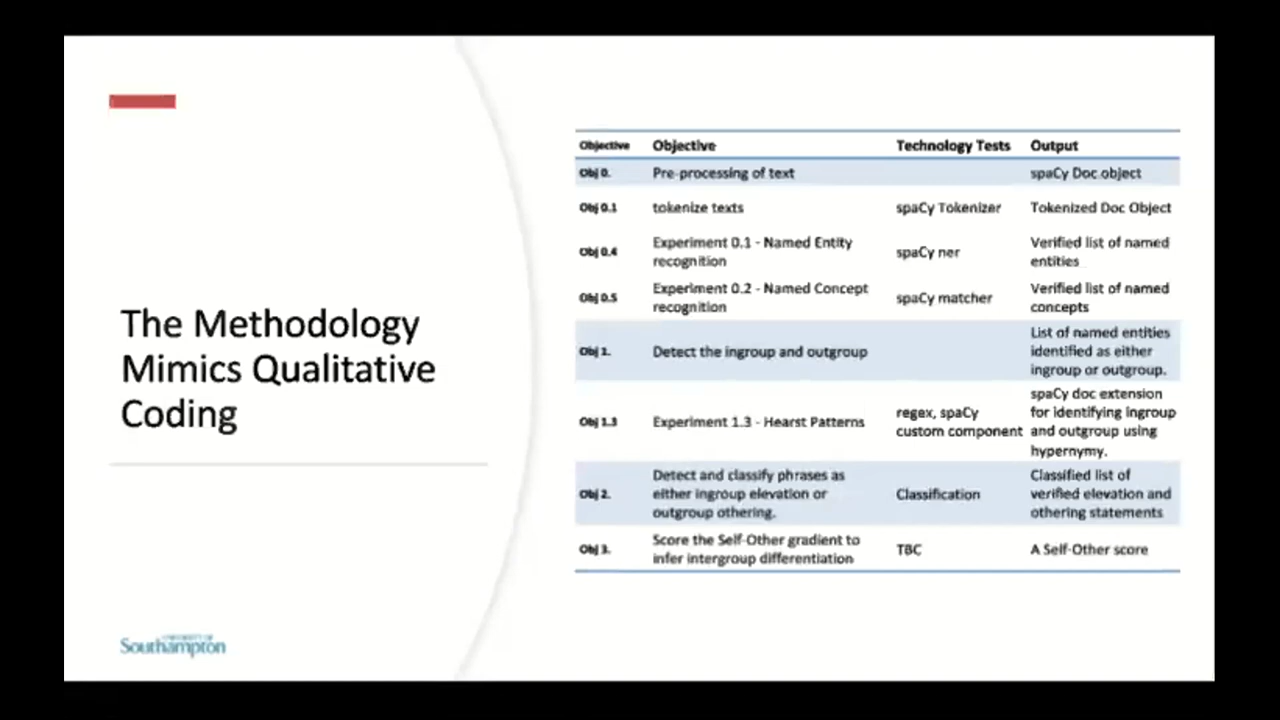 The Methodology
Mimics Qualitative
Coding
UNIVERSITY OF
Southampton
Objective Objective Technology Tests Output
Obj 0. Pre-processing of text spaCy Doc.object
Obj 0.1 tokenize texts spaCy Tokenizer Tokenized Doc Object
Obj 0.4 Experiment 0.1 - Named Entity recognition spaCy ner Verified list of named entities
Obj 0.5 Experiment 0.2 - Named Concept recognition spaCy matcher Verified list of named concepts
Obj 1. Detect the ingroup and outgroup List of named entities identified as either ingroup or outgroup.
Obj 1.3 Experiment 1.3 - Hearst Patterns regex, spaCy custom component spaCy doc extension for identifying ingroup and outgroup using hypernymy.
Obj 2. Detect and classify phrases as either ingroup elevation or outgroup othering. Classification Classified list of verified elevation and othering statements
Obj 3. Score the Self-Other gradient to infer intergroup differentiation TBC A Self-Other score